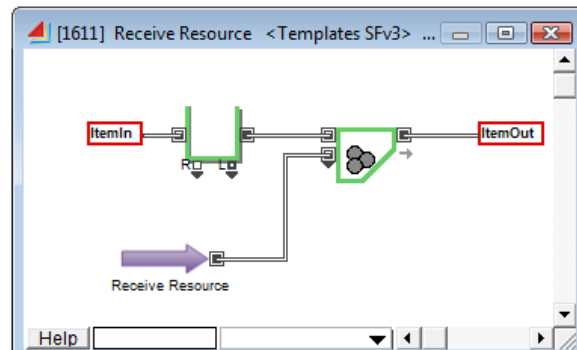 [1611] Receive Resource <Templates SFv3> ...
ItemIn
ItemOut
R L
Receive Resource
Help